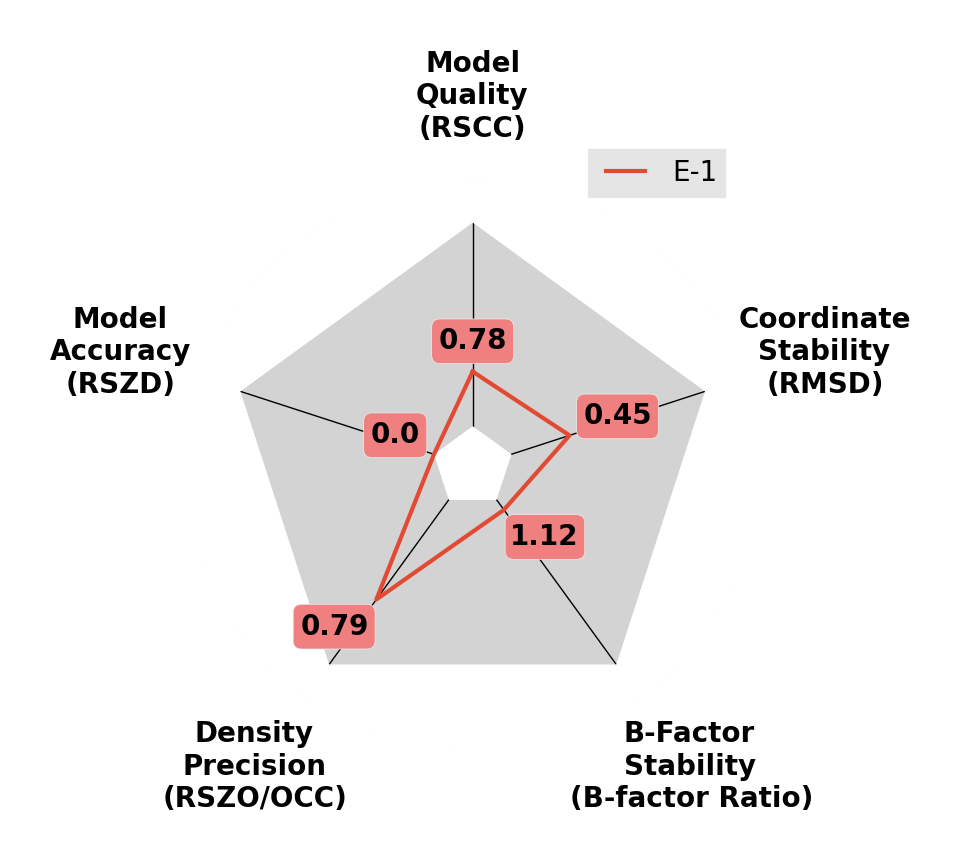 Model
Quality
(RSCC)
E-1
Model
Accuracy
(RSZD)
Coordinate
Stability
(RMSD)
0.78
0.45
0.0
1.12
0.79
Density
Precision
(RSZO/OCC)
B-Factor
Stability
(B-factor Ratio)